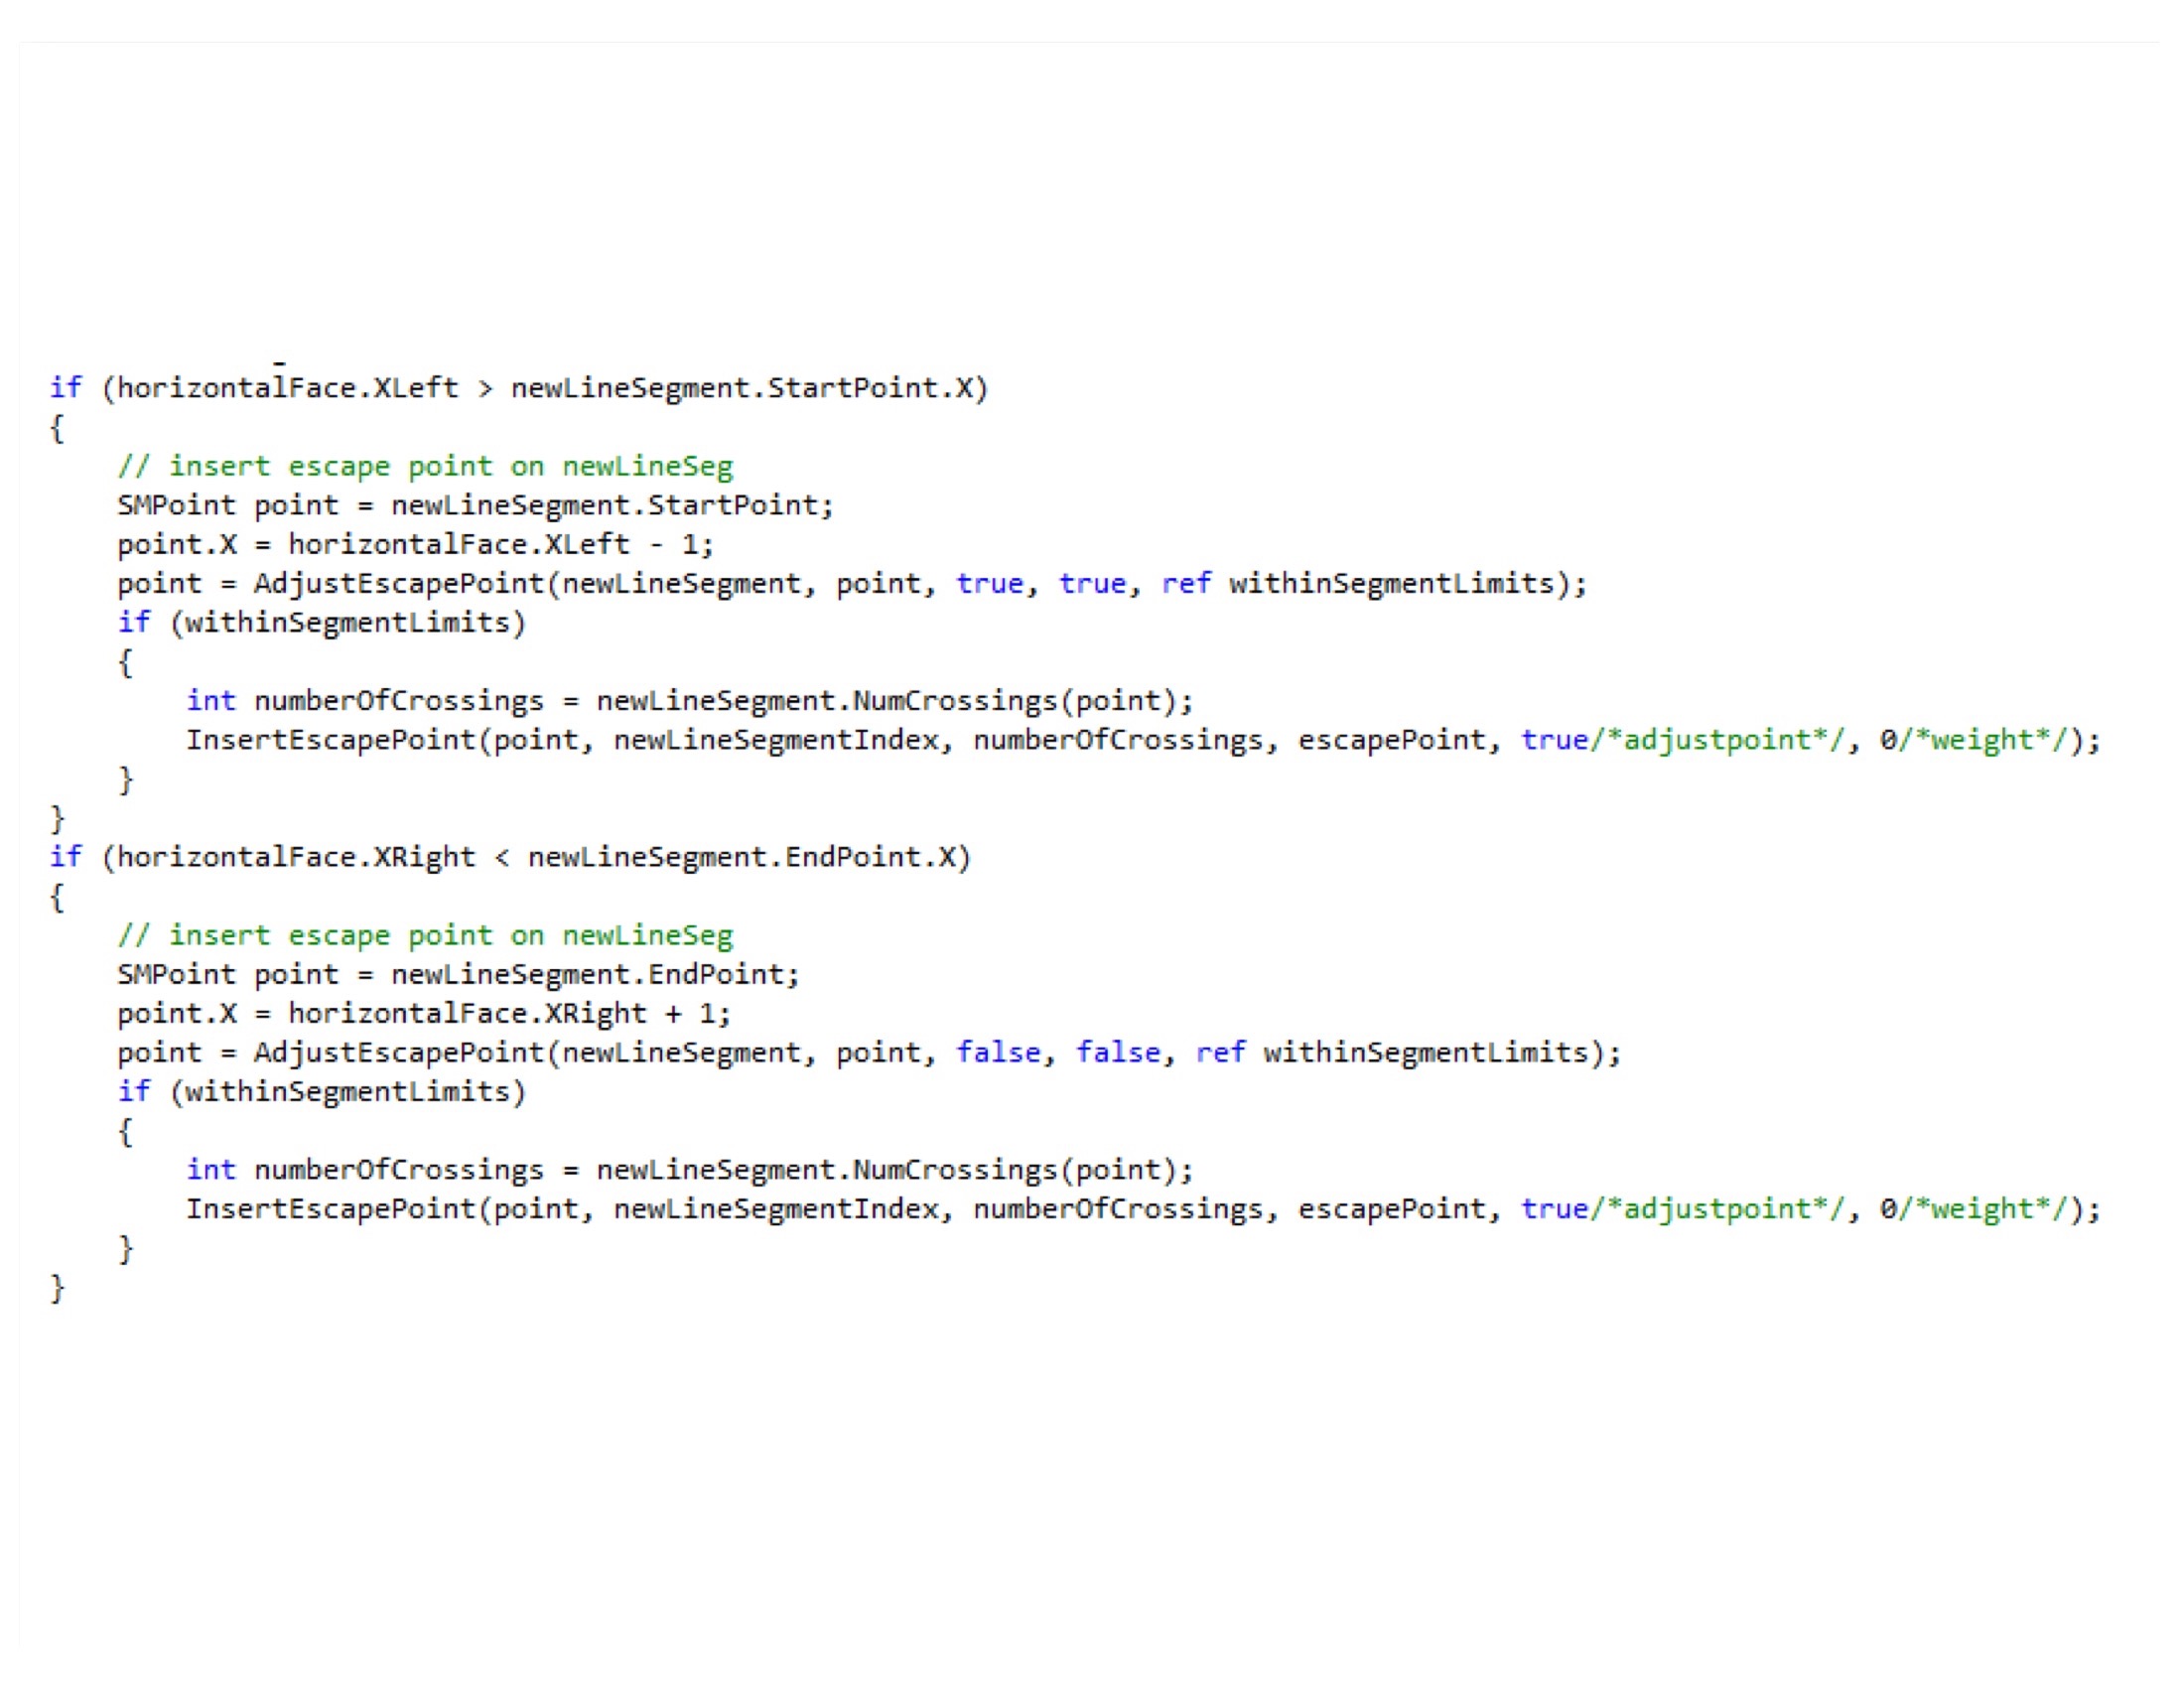 if (horizontalFace.XLeft > newLineSegment.StartPoint.X)
{
    // insert escape point on newLineSeg
    SMPoint point = newLineSegment.StartPoint;
    point.X = horizontalFace.XLeft - 1;
    point = AdjustEscapePoint(newLineSegment, point, true, true, ref withinSegmentLimits);
    if (withinSegmentLimits)
    {
        int numberOfCrossings = newLineSegment.NumCrossings(point);
        InsertEscapePoint(point, newLineSegmentIndex, numberOfCrossings, escapePoint, true/*adjustpoint*/, 0/*weight*/);
    }
}
if (horizontalFace.XRight < newLineSegment.EndPoint.X)
{
    // insert escape point on newLineSeg
    SMPoint point = newLineSegment.EndPoint;
    point.X = horizontalFace.XRight + 1;
    point = AdjustEscapePoint(newLineSegment, point, false, false, ref withinSegmentLimits);
    if (withinSegmentLimits)
    {
        int numberOfCrossings = newLineSegment.NumCrossings(point);
        InsertEscapePoint(point, newLineSegmentIndex, numberOfCrossings, escapePoint, true/*adjustpoint*/, 0/*weight*/);
    }
}